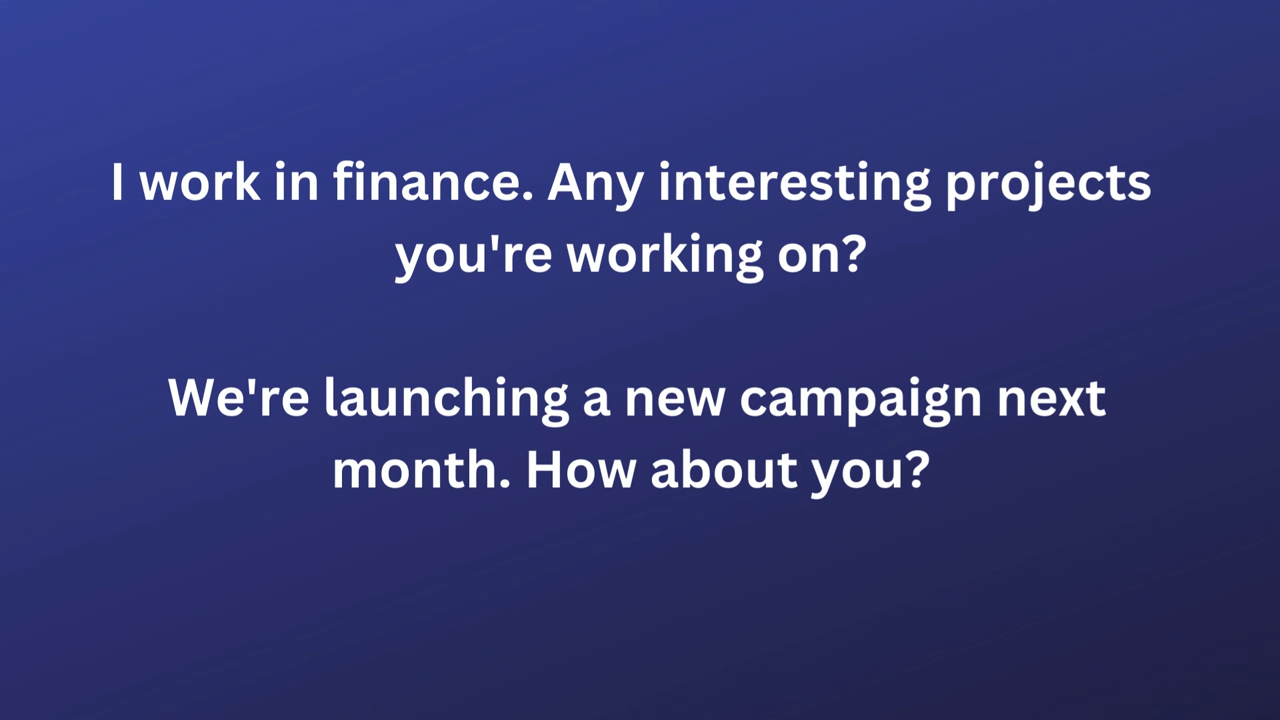 I work in finance. Any interesting projects
you're working on?
We're launching a new campaign next
month. How about you?